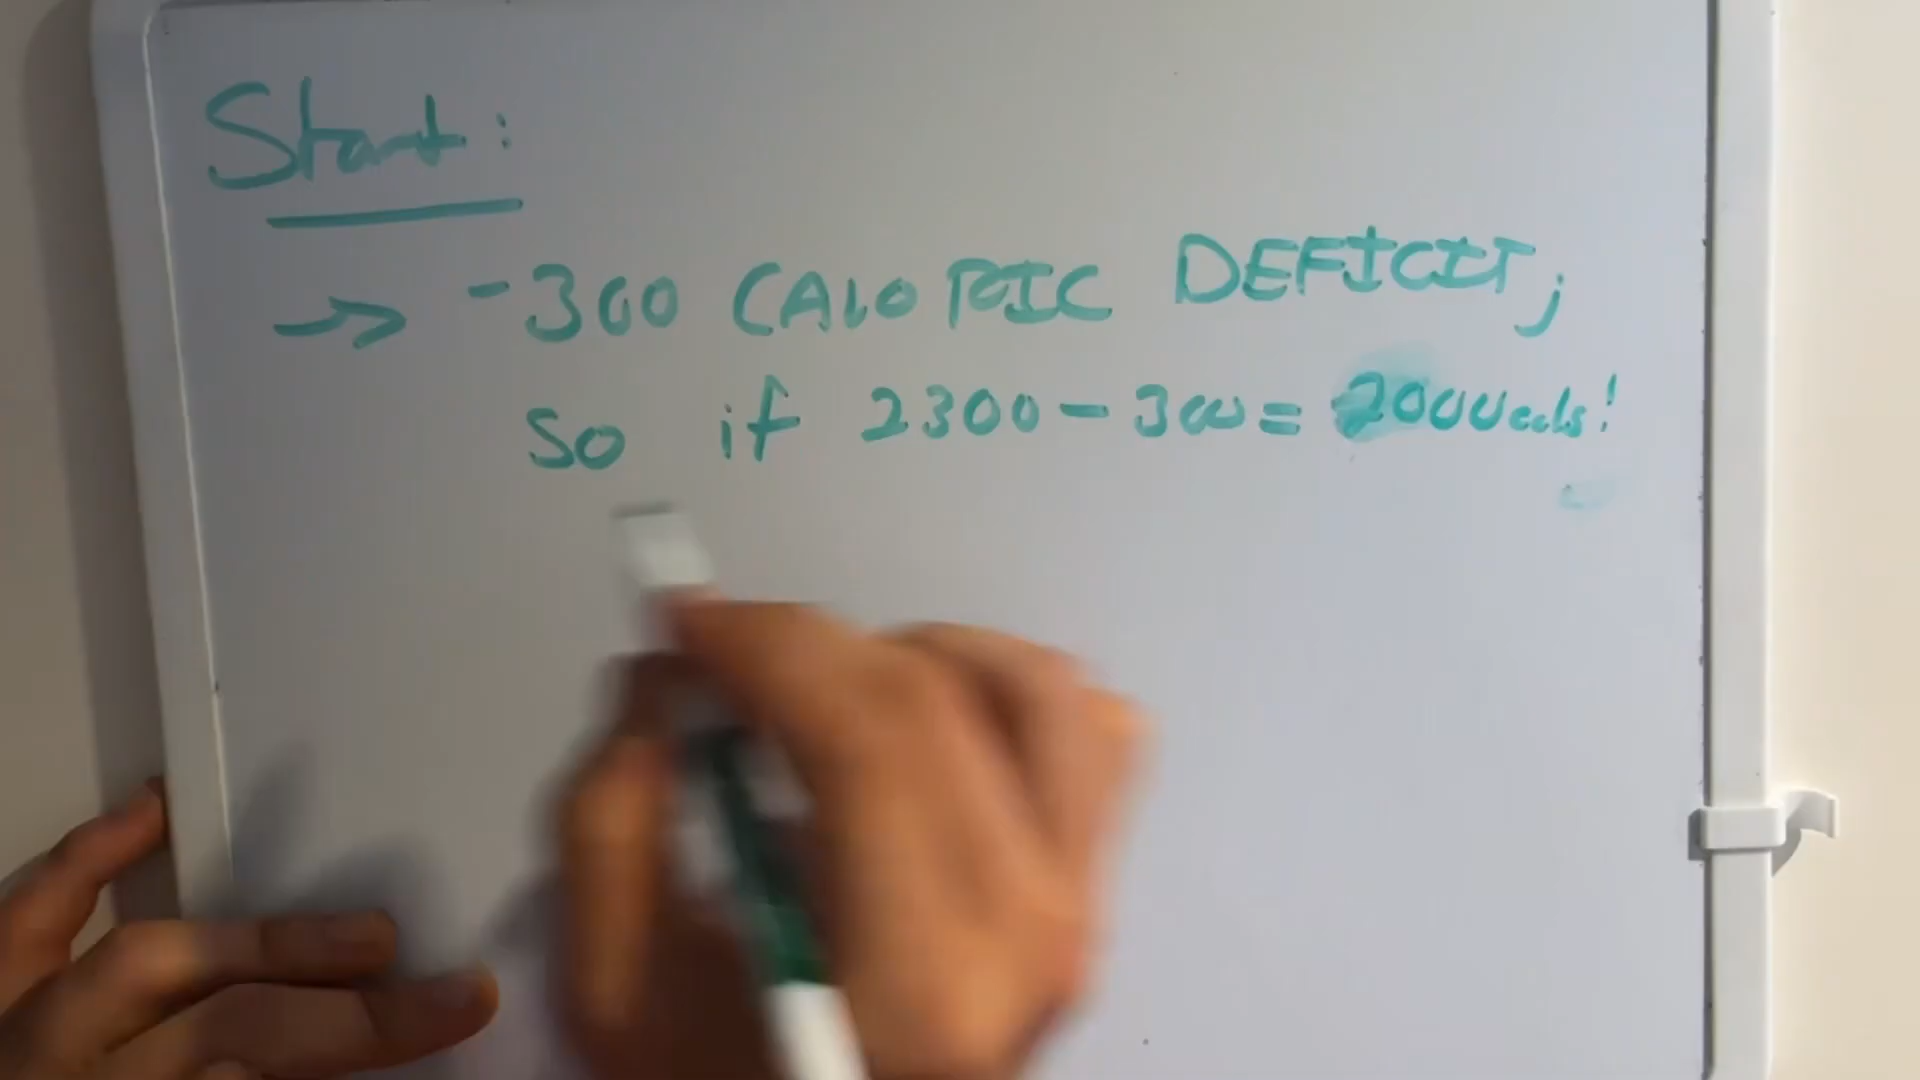 Start:
→ -300 CALORIC DEFICIT;
So if 2300-300= 2000cals!